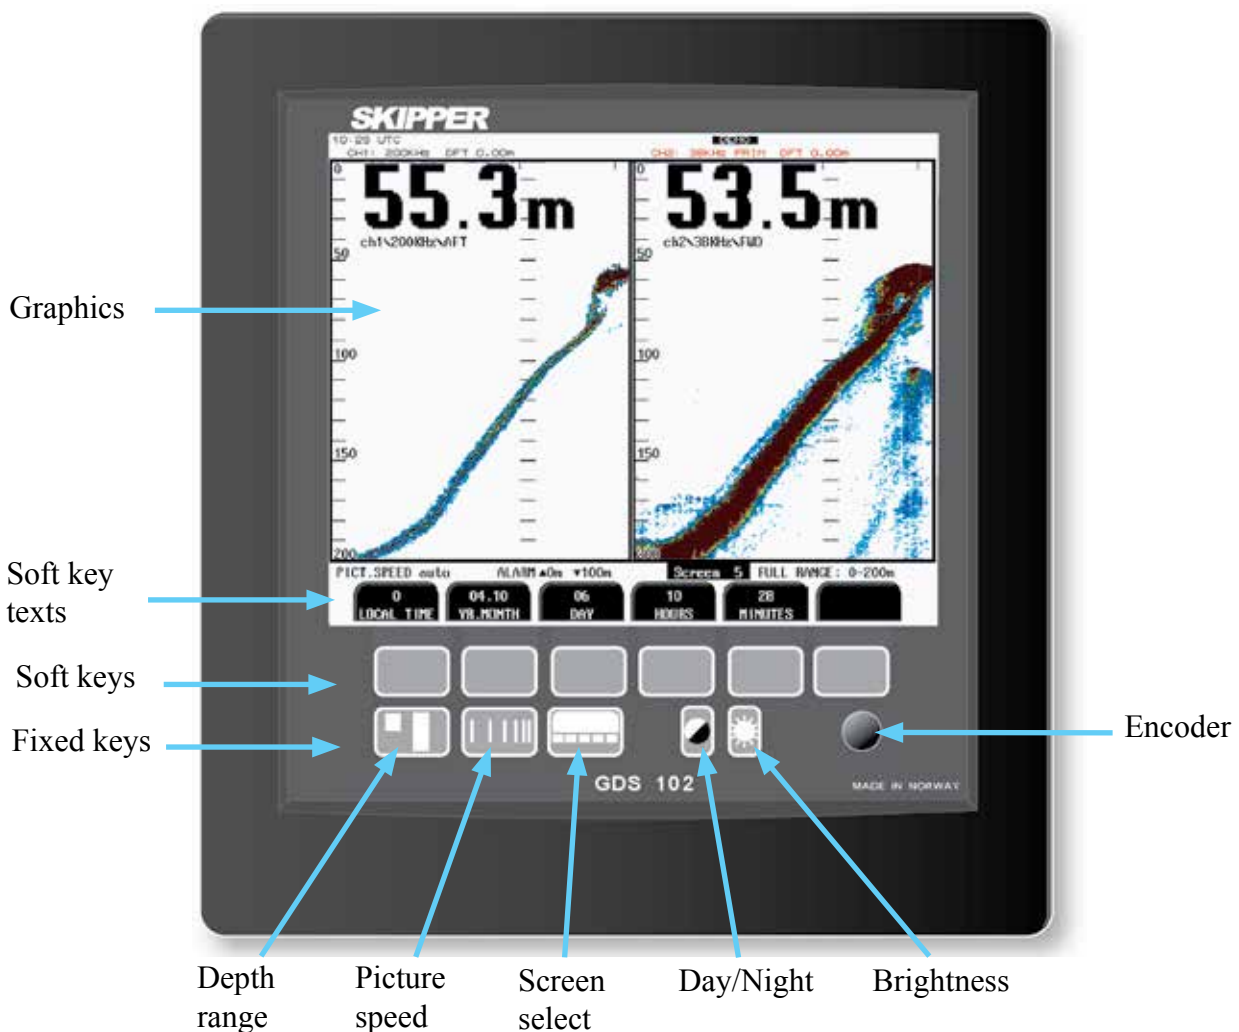 SKIPPER
10-29 UTC
DEMO
CH1: 200KHz DFT 0.00m
CH2: 38KHz PRIM DFT 0.00m
0
55.3m
0
53.5m
ch1\200KHz\AFT
ch2\38KHz\FWD
50
50
Graphics
100
100
150
150
200
PICT.SPEED auto
ALARM ▲0m ▼100m
Screen 5
FULL RANGE: 0-200m
Soft key
texts
0
LOCAL TIME
04.10
YR.MONTH
06
DAY
10
HOURS
28
MINUTES
Soft keys
Fixed keys
Encoder
GDS 102
MADE IN NORWAY
Depth
range
Picture
speed
Screen
select
Day/Night
Brightness